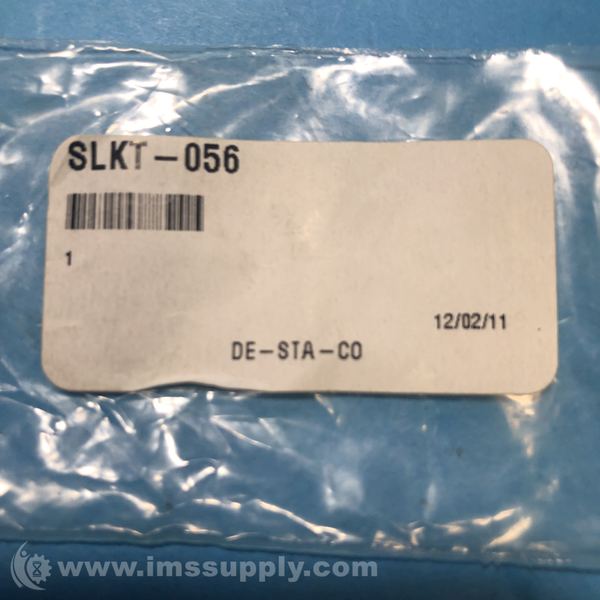 SLKT-056
1
12/02/11
DE-STA-CO
www.imssupply.com